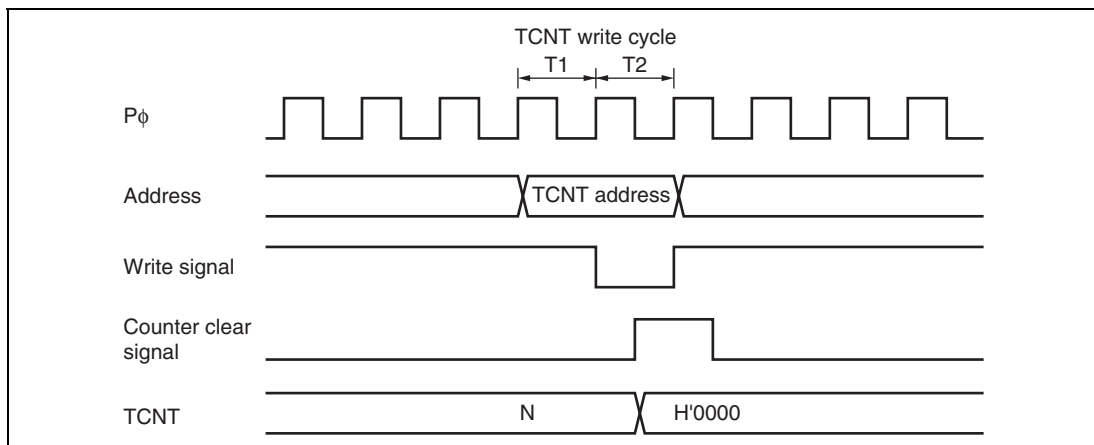 TCNT write cycle
T1 T2
Pϕ
Address
TCNT address
Write signal
Counter clear
signal
TCNT
N
H'0000